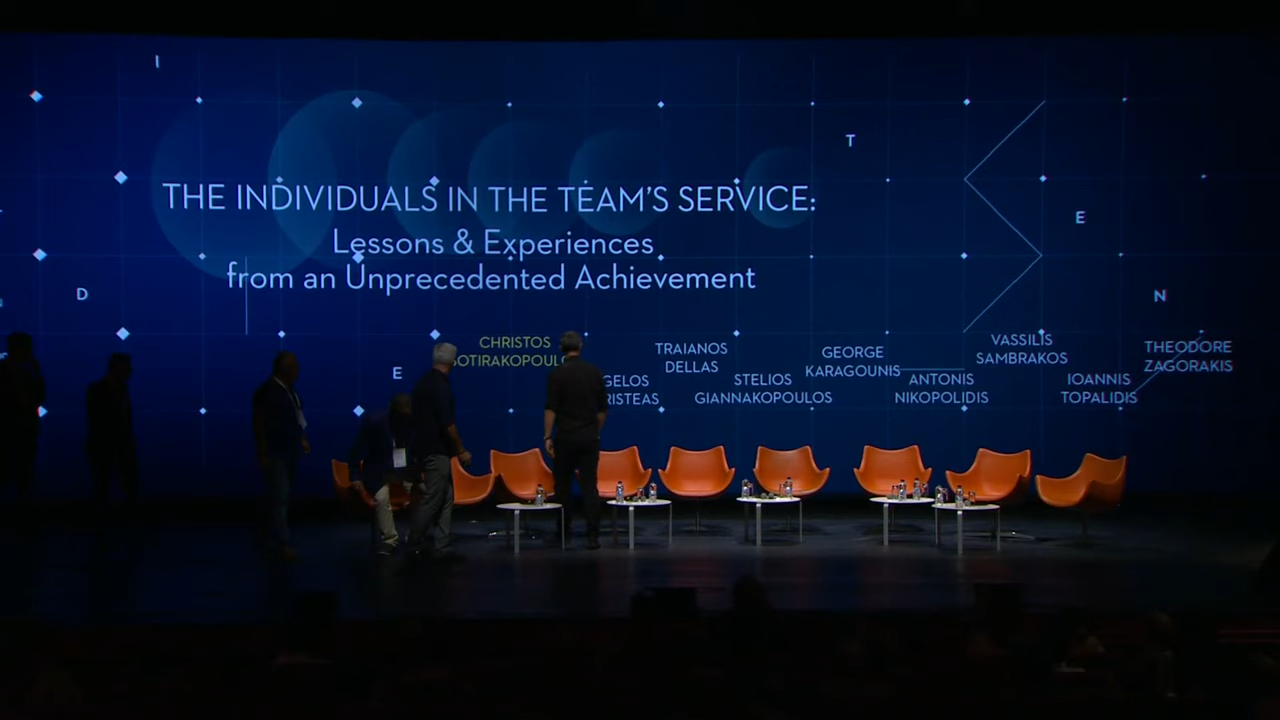 I
T
THE INDIVIDUALS IN THE TEAM'S SERVICE:
E
Lessons & Experiences
from an Unprecedented Achievement
D
N
E
CHRISTOS
TRAIANOS
DELLAS
GEORGE
KARAGOUNIS
VASSILIS
SAMBRAKOS
THEODORE
ZAGORAKIS
STELIOS
GIANNAKOPOULOS
ANTONIS
NIKOPOLIDIS
IOANNIS
TOPALIDIS